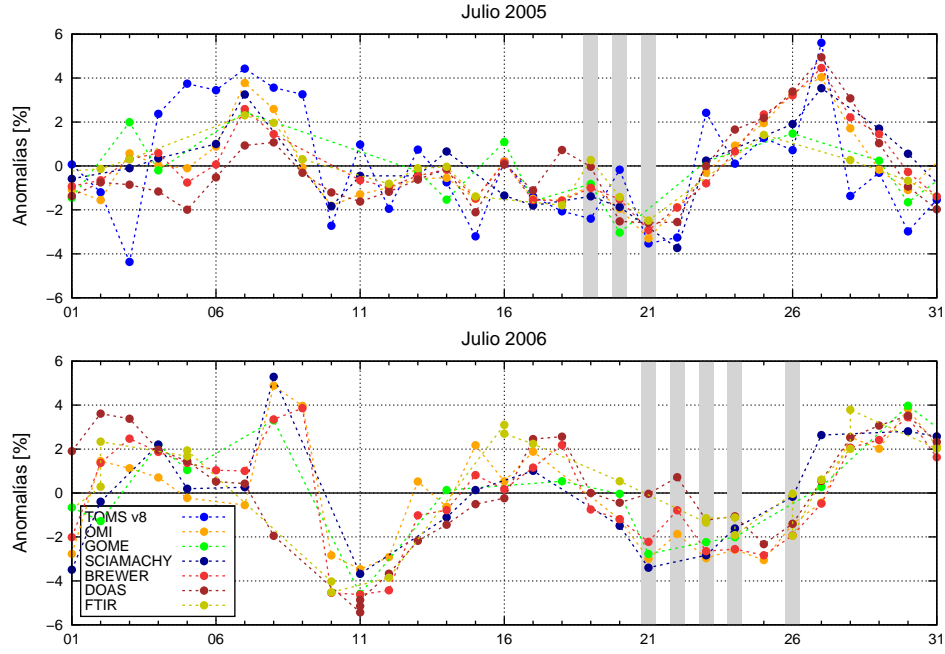 Julio 2005
Anomalías [%]
6
4
2
0
-2
-4
-6
01 06 11 16 21 26 31
Julio 2006
Anomalías [%]
6
4
2
0
-2
-4
-6
TOMS v8
OMI
GOME
SCIAMACHY
BREWER
DOAS
FTIR
01 06 11 16 21 26 31